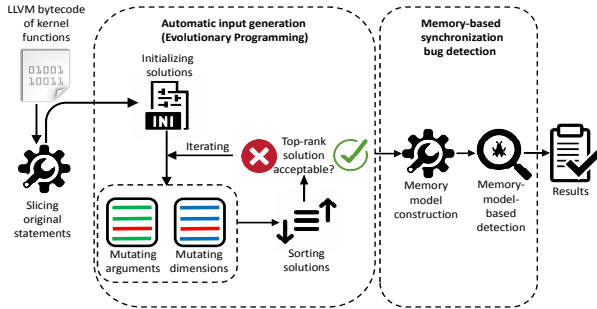 LLVM bytecode
of kernel
functions
01001
10011
Slicing
original
statements
Automatic input generation
(Evolutionary Programming)
Initializing
solutions
INI
Iterating
Top-rank
solution
acceptable?
Mutating
arguments
Mutating
dimensions
Sorting
solutions
Memory-based
synchronization
bug detection
Memory
model
construction
Memory-
model-
based
detection
Results